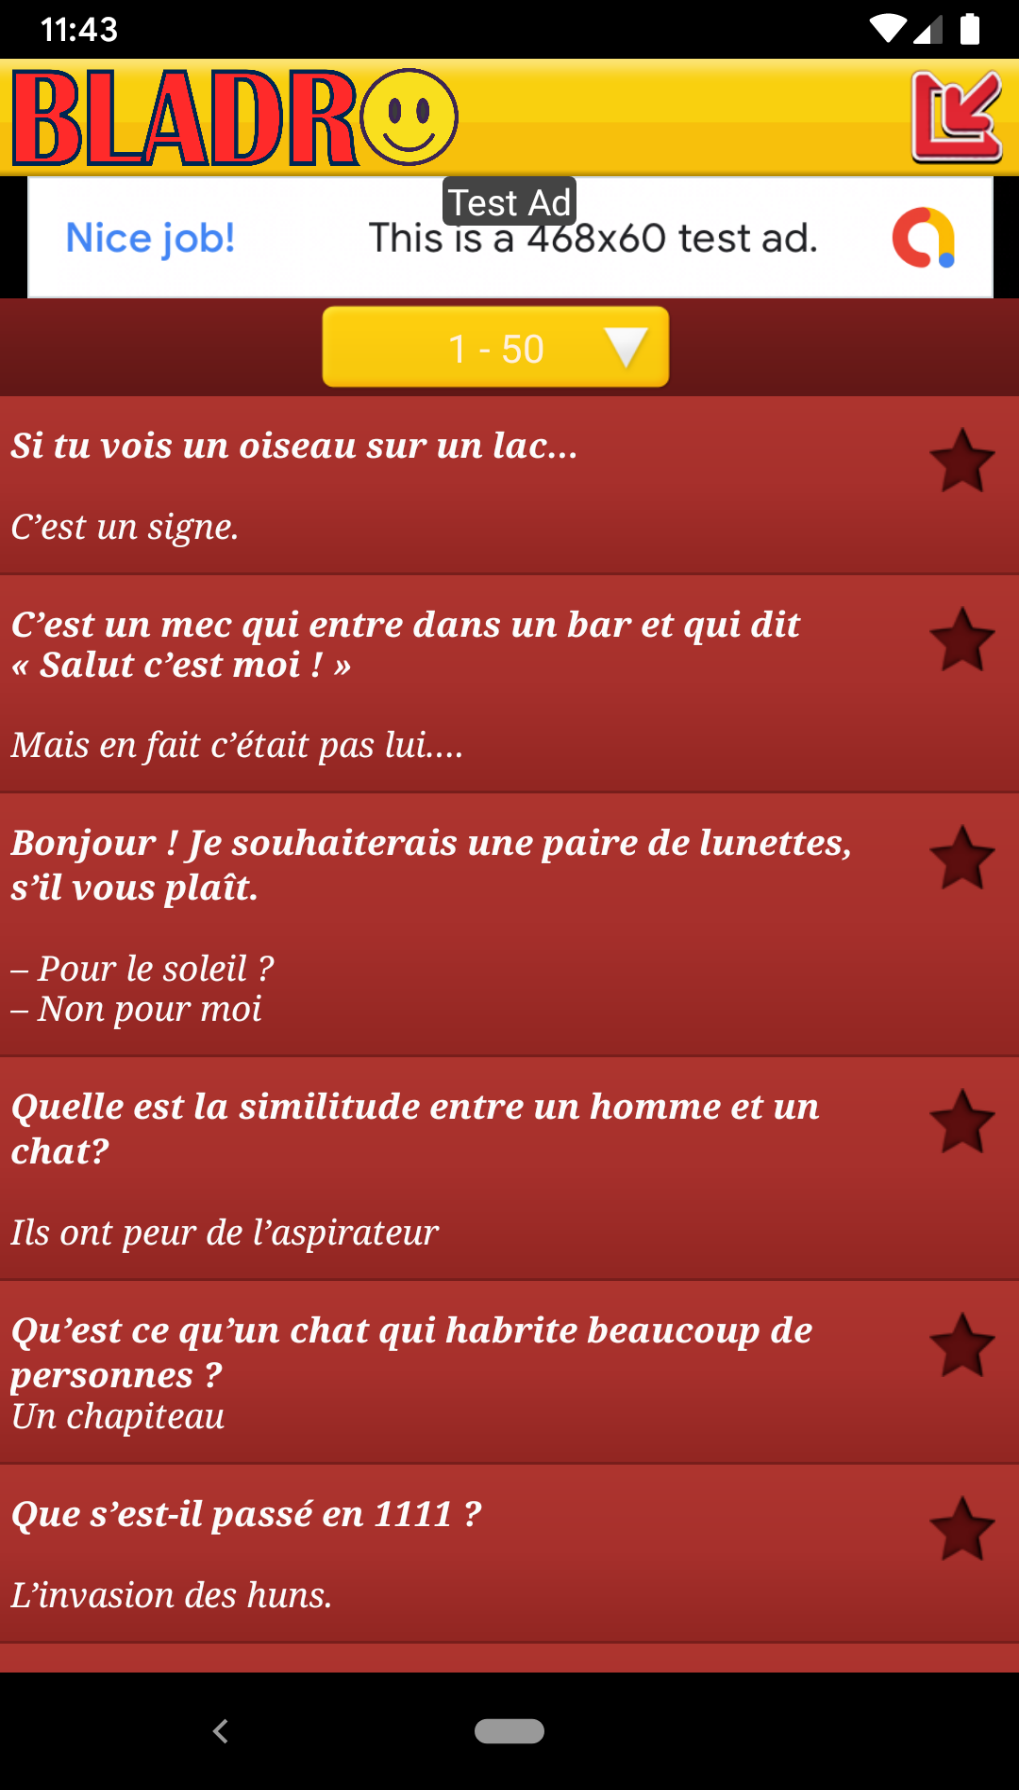 11:43
BLADR
Test Ad
Nice job!
This is a 468x60 test ad.
1 - 50
Si tu vois un oiseau sur un lac...
C’est un signe.
C’est un mec qui entre dans un bar et qui dit
« Salut c’est moi ! »
Mais en fait c’était pas lui....
Bonjour ! Je souhaiterais une paire de lunettes,
s’il vous plaît.
– Pour le soleil ?
– Non pour moi
Quelle est la similitude entre un homme et un
chat?
Ils ont peur de l’aspirateur
Qu’est ce qu’un chat qui habrite beaucoup de
personnes ?
Un chapiteau
Que s’est-il passé en 1111 ?
L’invasion des huns.